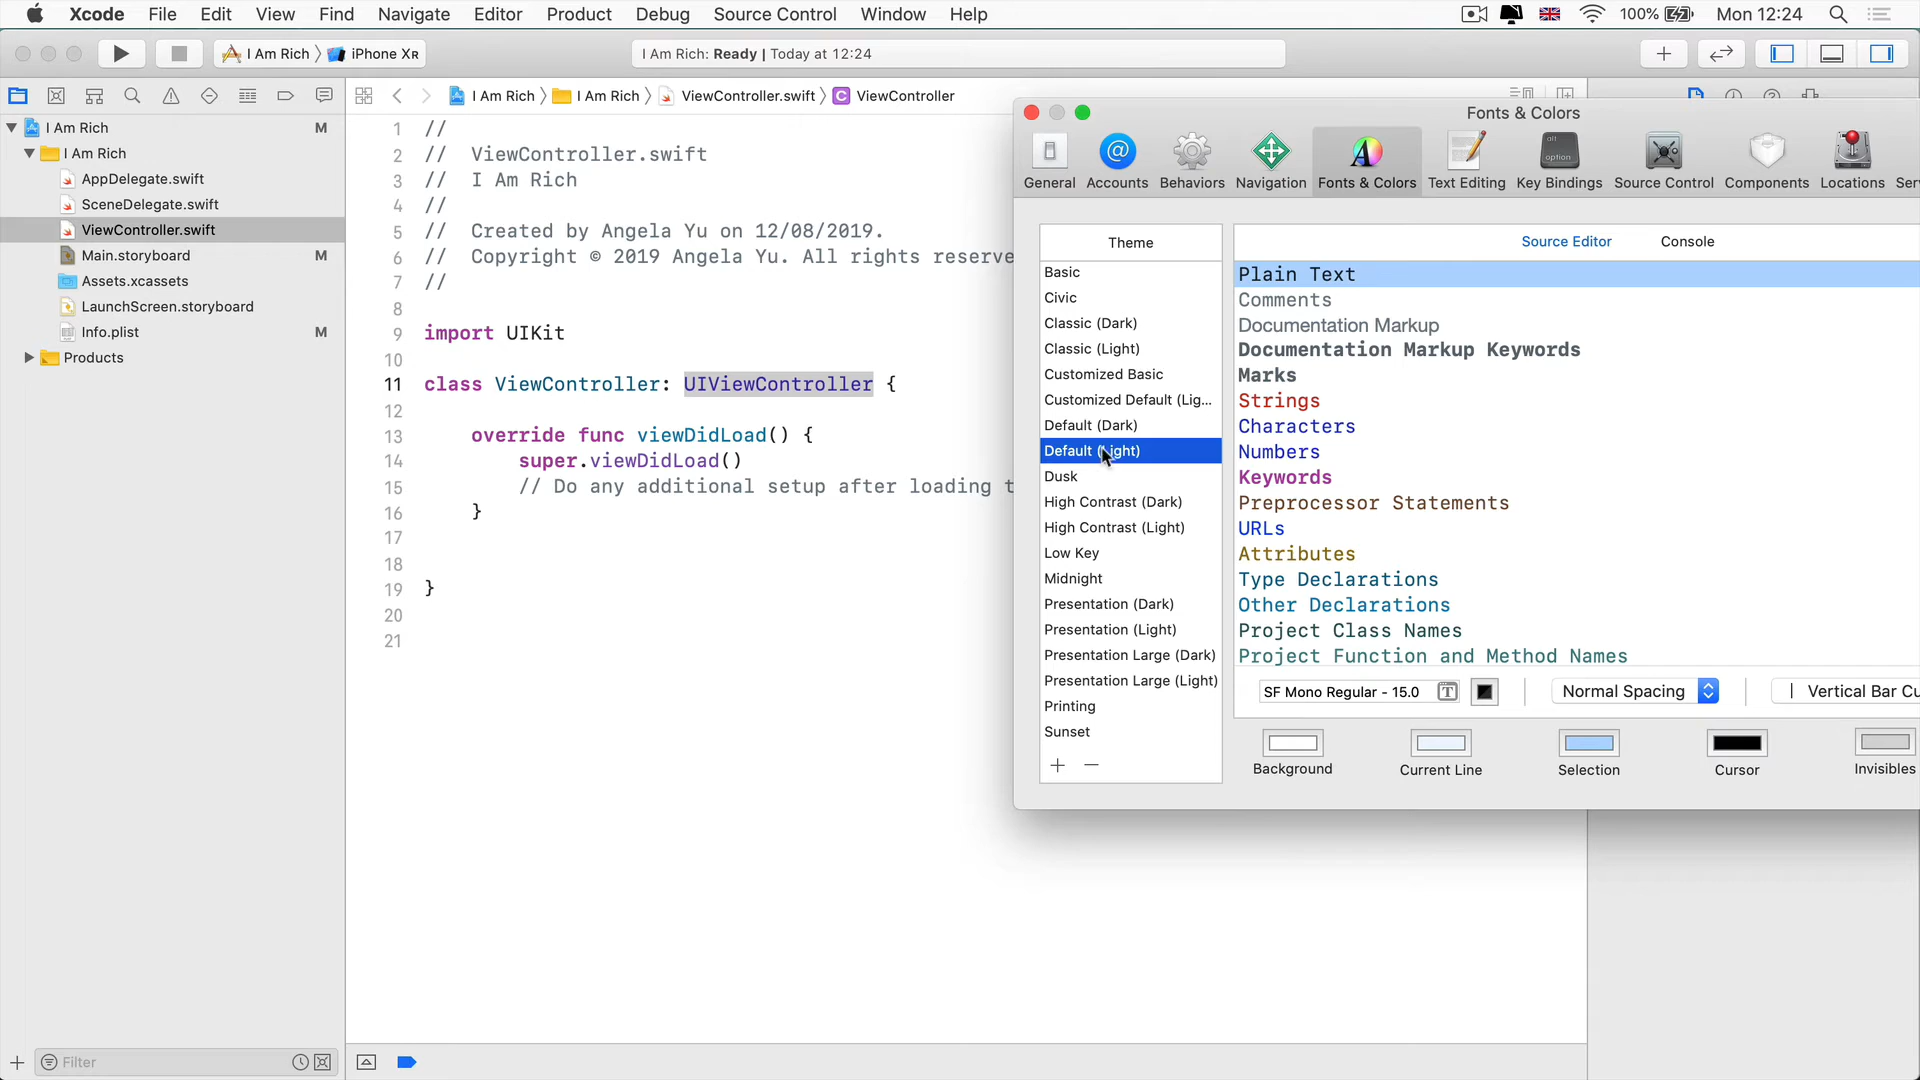 Xcode File Edit View Find Navigate Editor Product Debug Source Control Window Help 100% Mon 12:24
I Am Rich iPhone XR I Am Rich: Ready | Today at 12:24
I Am Rich I Am Rich ViewController.swift ViewController
I Am Rich M
I Am Rich
AppDelegate.swift
SceneDelegate.swift
ViewController.swift
Main.storyboard M
Assets.xcassets
LaunchScreen.storyboard
Info.plist M
Products
Filter
1 //
2 // ViewController.swift
3 // I Am Rich
4 //
5 // Created by Angela Yu on 12/08/2019.
6 // Copyright © 2019 Angela Yu. All rights reserve
7 //
8
9 import UIKit
10
11 class ViewController: UIViewController {
12
13 override func viewDidLoad() {
14 super.viewDidLoad()
15 // Do any additional setup after loading t
16 }
17
18
19 }
20
21
Fonts & Colors
General Accounts Behaviors Navigation Fonts & Colors Text Editing alt option Key Bindings Source Control Components Locations Ser
Theme
Basic
Civic
Classic (Dark)
Classic (Light)
Customized Basic
Customized Default (Lig...
Default (Dark)
Default (Light)
Dusk
High Contrast (Dark)
High Contrast (Light)
Low Key
Midnight
Presentation (Dark)
Presentation (Light)
Presentation Large (Dark)
Presentation Large (Light)
Printing
Sunset
Source Editor Console
Plain Text
Comments
Documentation Markup
Documentation Markup Keywords
Marks
Strings
Characters
Numbers
Keywords
Preprocessor Statements
URLs
Attributes
Type Declarations
Other Declarations
Project Class Names
Project Function and Method Names
SF Mono Regular - 15.0 T Normal Spacing Vertical Bar Cu
Background Current Line Selection Cursor Invisibles